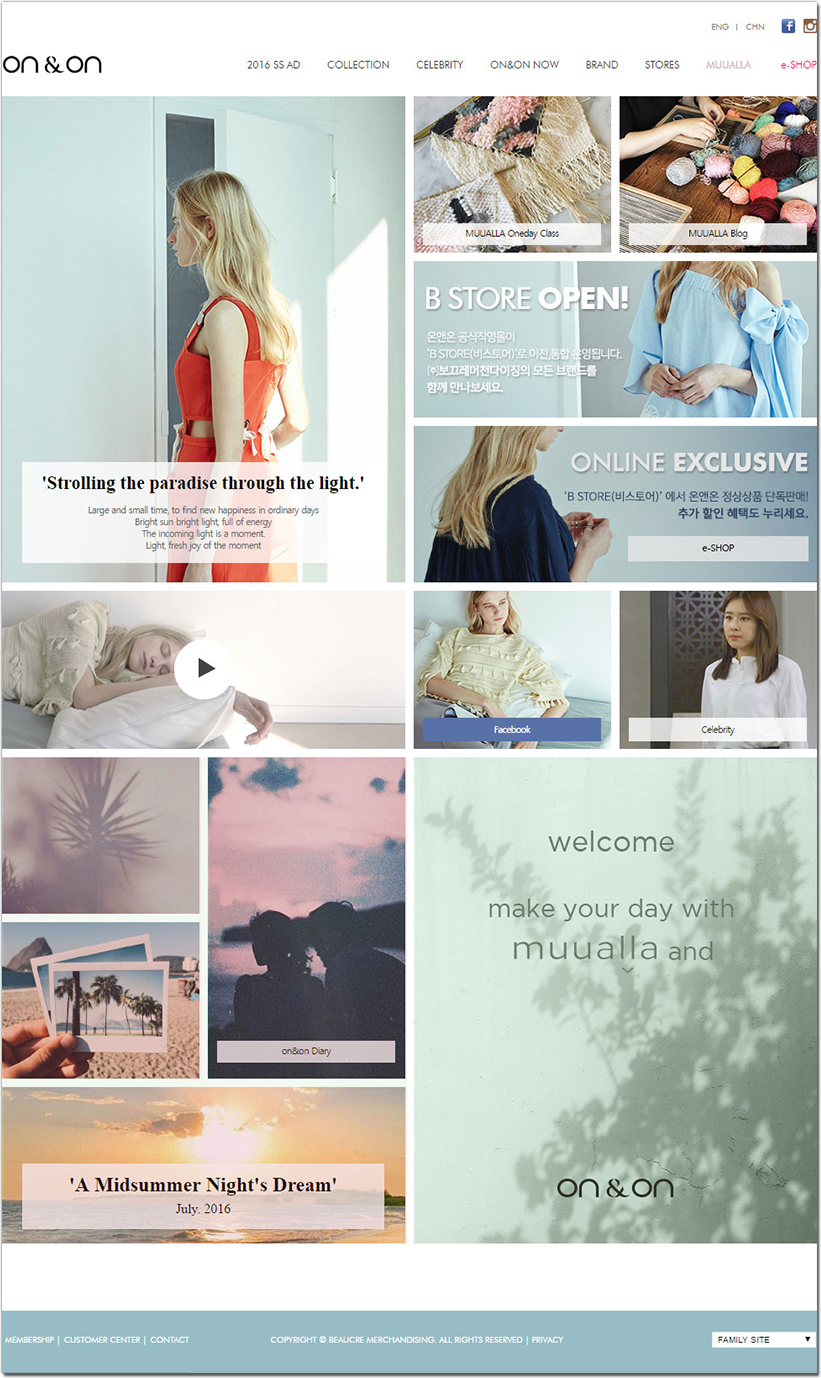 ENG | CHN
on&on
2016 SS AD COLLECTION CELEBRITY ON&ON NOW BRAND STORES MUUALLA e-SHOP
MUUALLA Oneday Class
MUUALLA Blog
B STORE OPEN!
온앤온 공식직영몰이
'B STORE(비스토어)'로 이전,통합 운영됩니다.
㈜보끄레머천다이징의 모든 브랜드를
함께 만나보세요.
'Strolling the paradise through the light.'
Large and small time, to find new happiness in ordinary days
Bright sun bright light, full of energy
The incoming light is a moment.
Light, fresh joy of the moment
ONLINE EXCLUSIVE
'B STORE(비스토어)' 에서 온앤온 정상상품 단독판매!
추가 할인 혜택도 누리세요.
e-SHOP
Facebook
Celebrity
on&on Diary
welcome
make your day with
muualla and
on&on
'A Midsummer Night's Dream'
July. 2016
MEMBERSHIP | CUSTOMER CENTER | CONTACT
COPYRIGHT © BEAUCRE MERCHANDISING. ALL RIGHTS RESERVED | PRIVACY
FAMILY SITE